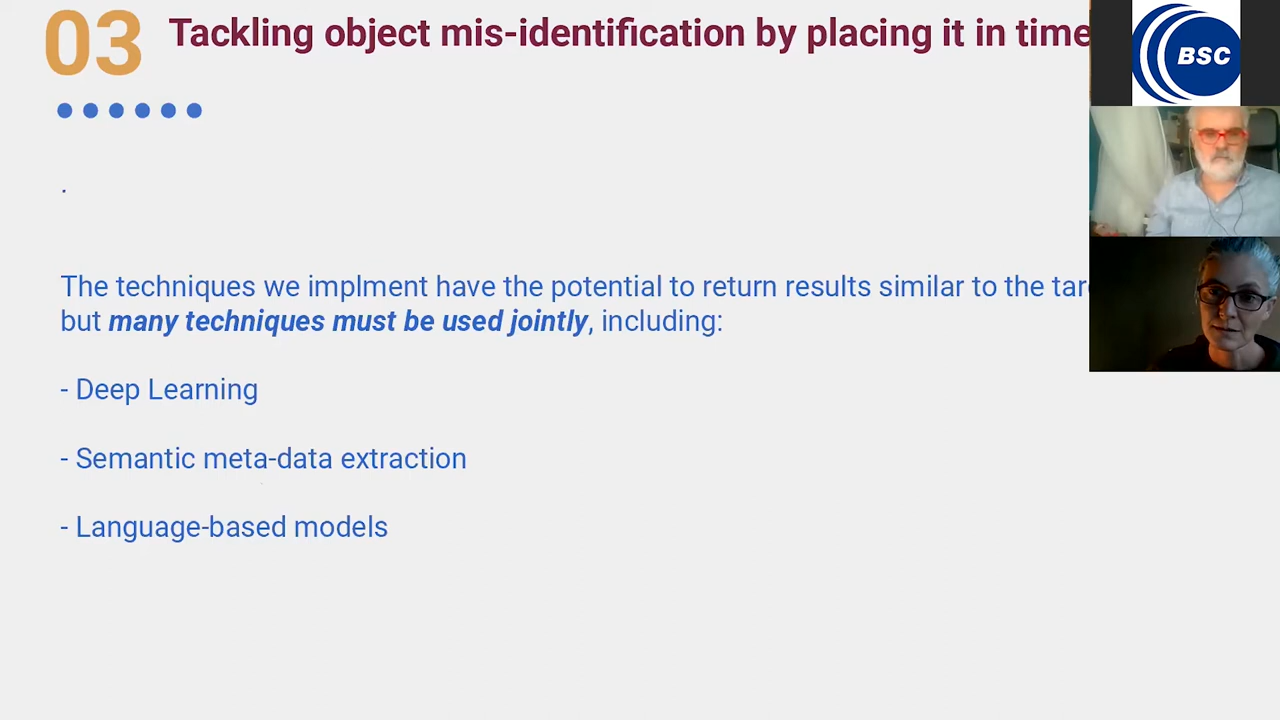 03 Tackling object mis-identification by placing it in time
BSC
.
The techniques we implment have the potential to return results similar to the
but many techniques must be used jointly, including:
- Deep Learning
- Semantic meta-data extraction
- Language-based models